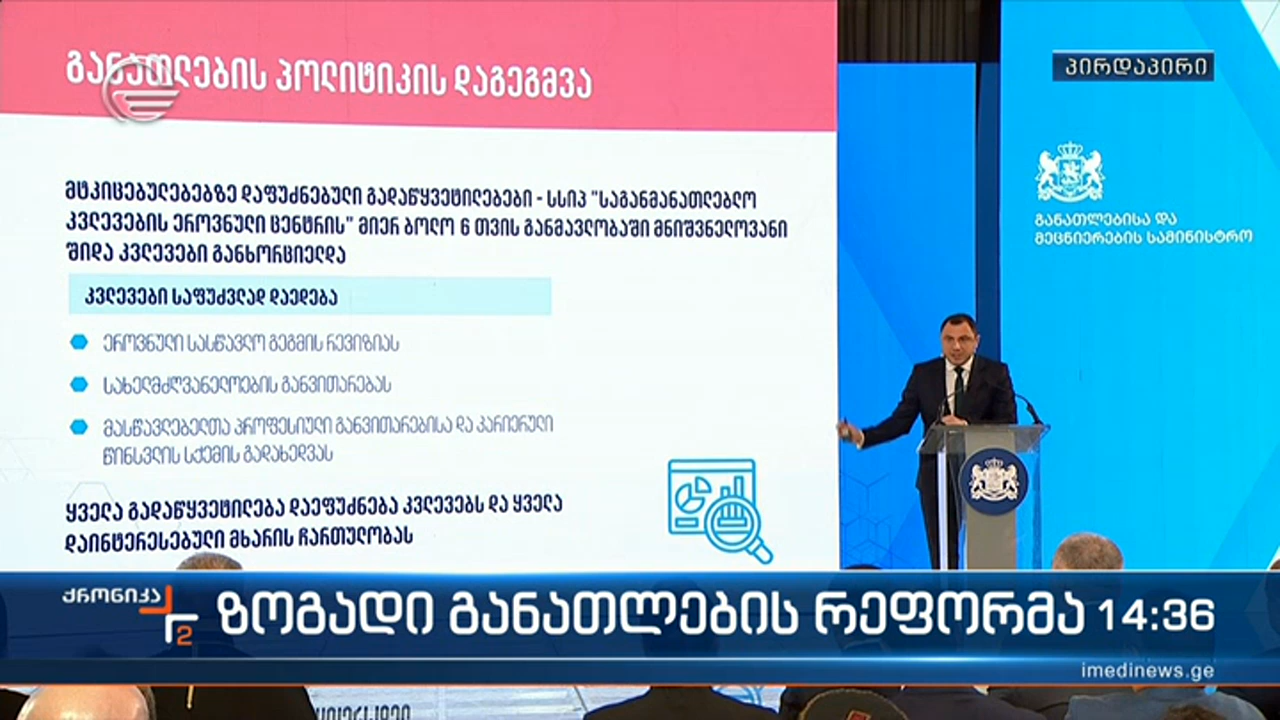 განათლების პოლიტიკის დაგეგმვა
პირდაპირი
მტკიცებულებებზე დაფუძნებული გადაწყვეტილებები - სსიპ "საგანმანათლებლო
კვლევების ეროვნული ცენტრის" მიერ ბოლო 6 თვის განმავლობაში მნიშვნელოვანი
შიდა კვლევები განხორციელდა
კვლევები საფუძვლად დაედება
ეროვნული სასწავლო გეგმის რევიზიას
სახელმძღვანელოების განვითარებას
მასწავლებელთა პროფესიული განვითარებისა და კარიერული
წინსვლის სქემის გადახედვას
ყველა გადაწყვეტილება დაეფუძნება კვლევებს და ყველა
დაინტერესებული მხარის ჩართულობას
განათლებისა და
მეცნიერების სამინისტრო
ქრონიკა
2
ზოგადი განათლების რეფორმა 14:36
imedinews.ge